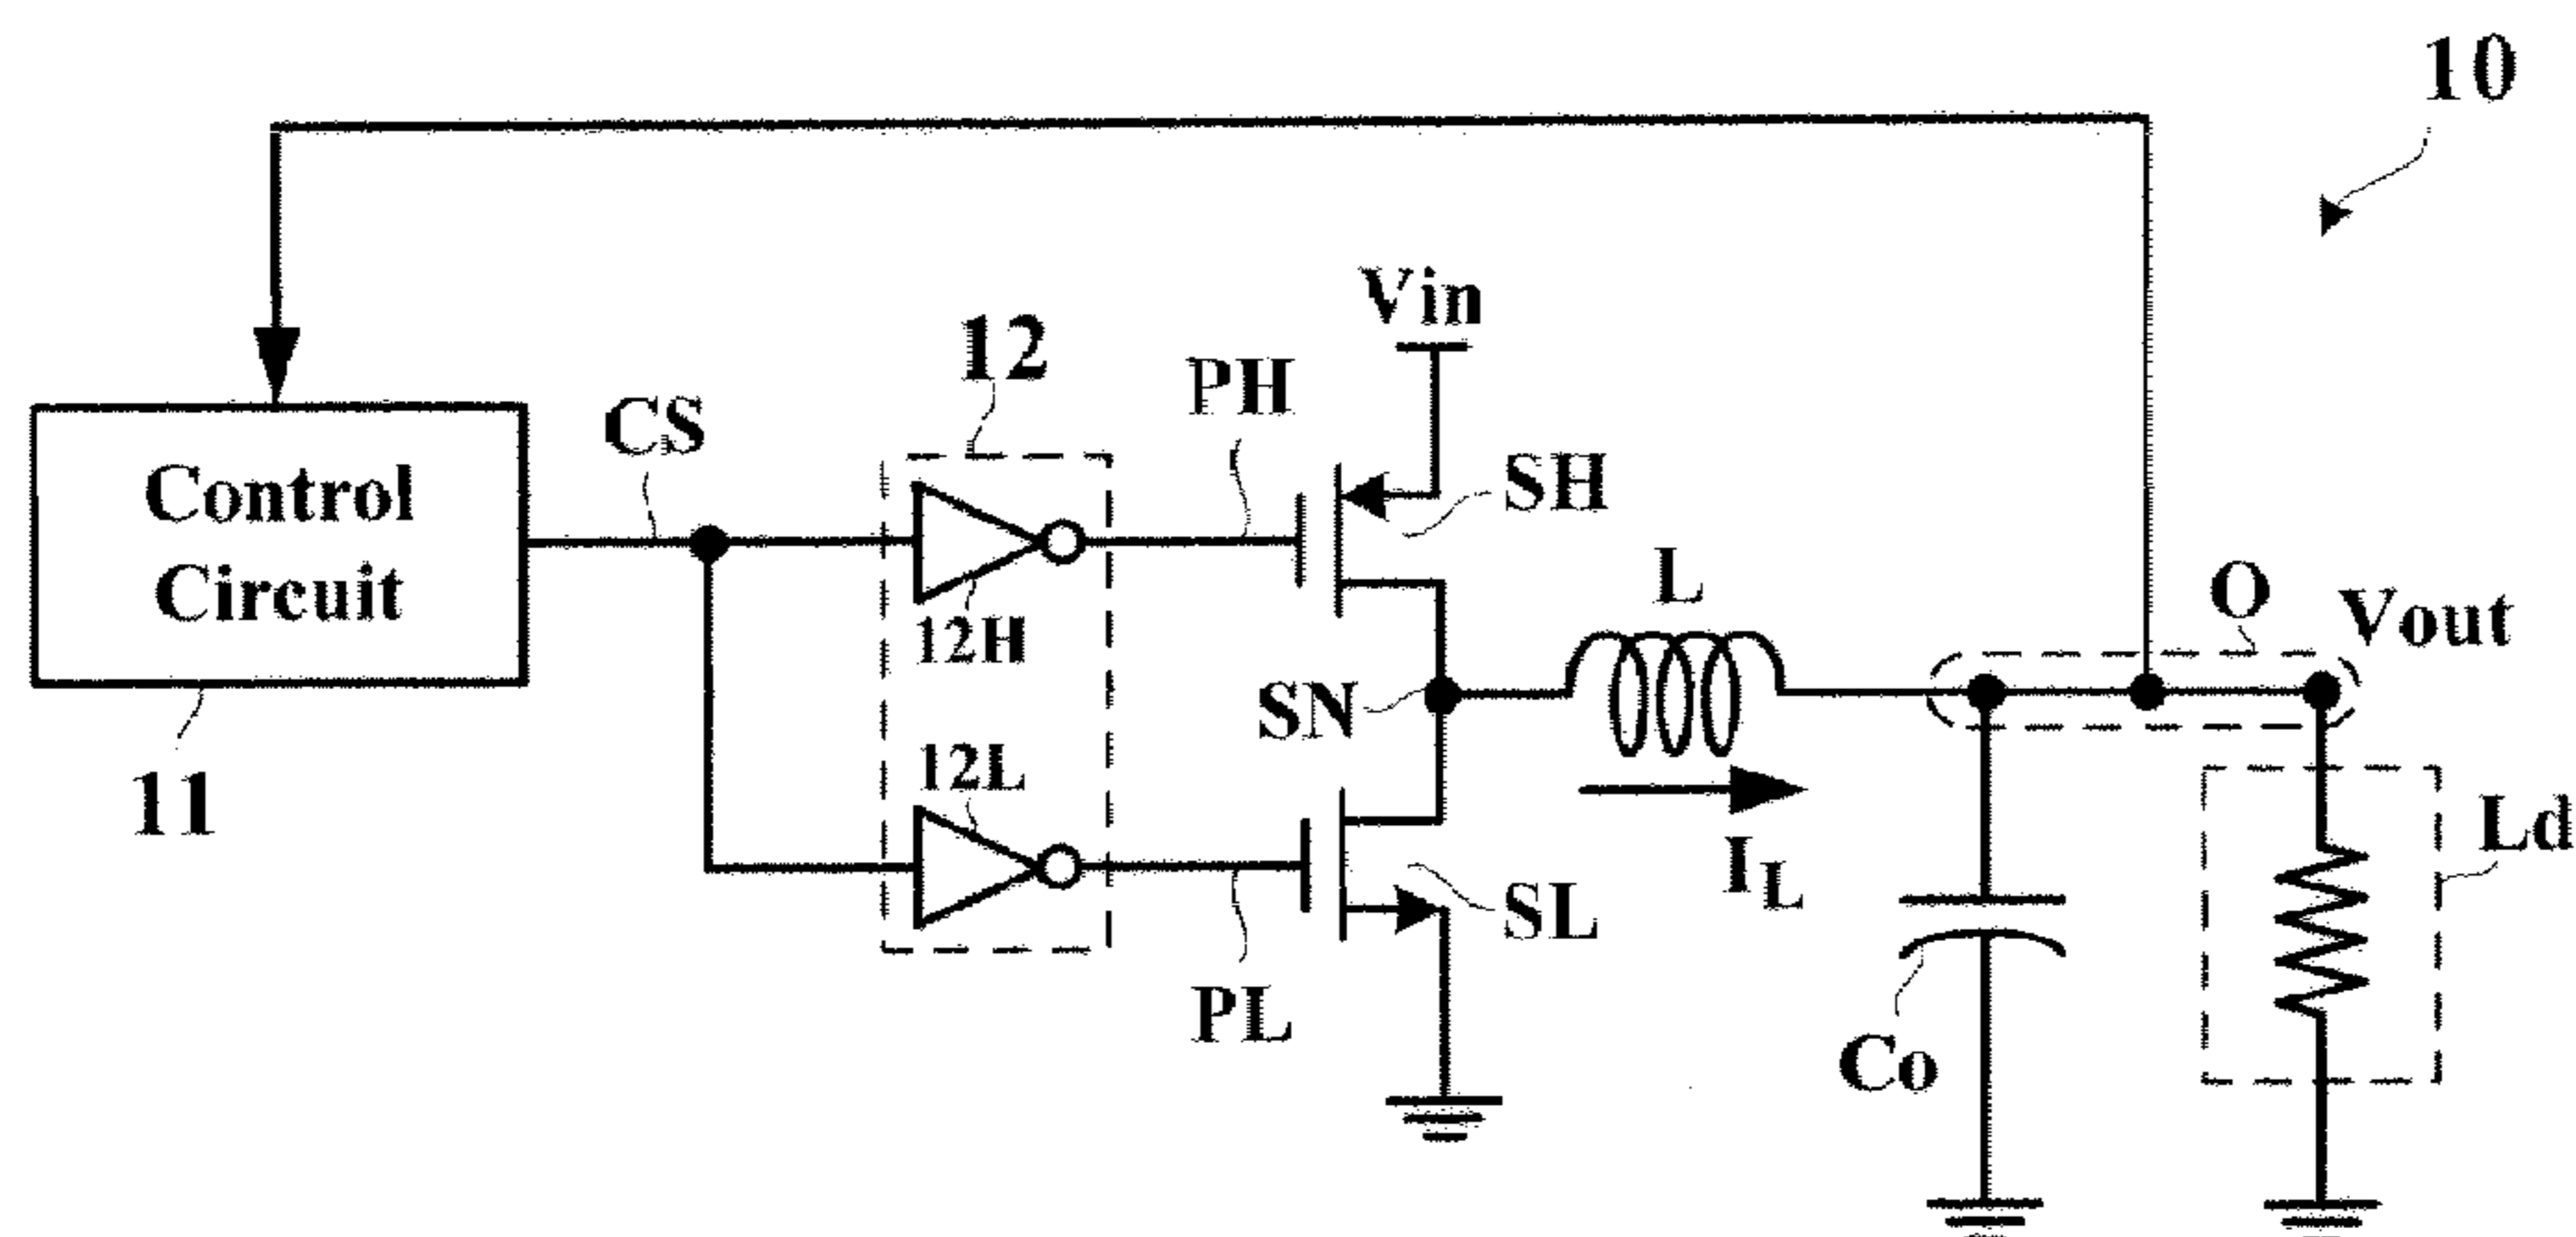 10
Vin
12
PH
CS
SH
Control
Circuit
12H
L
O
Vout
SN
12L
11
Ld
IL
SL
PL
Co